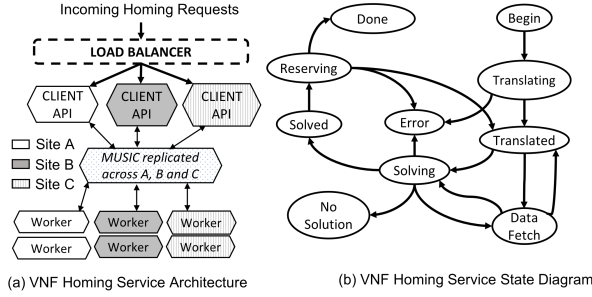 Incoming Homing Requests
LOAD BALANCER
CLIENT API
CLIENT API
CLIENT API
Site A
Site B
Site C
MUSIC replicated
across A, B and C
Worker
Worker
Worker
Worker
Worker
Worker
(a) VNF Homing Service Architecture
Done
Begin
Reserving
Translating
Solved
Error
Translated
Solving
No
Solution
Data
Fetch
(b) VNF Homing Service State Diagram